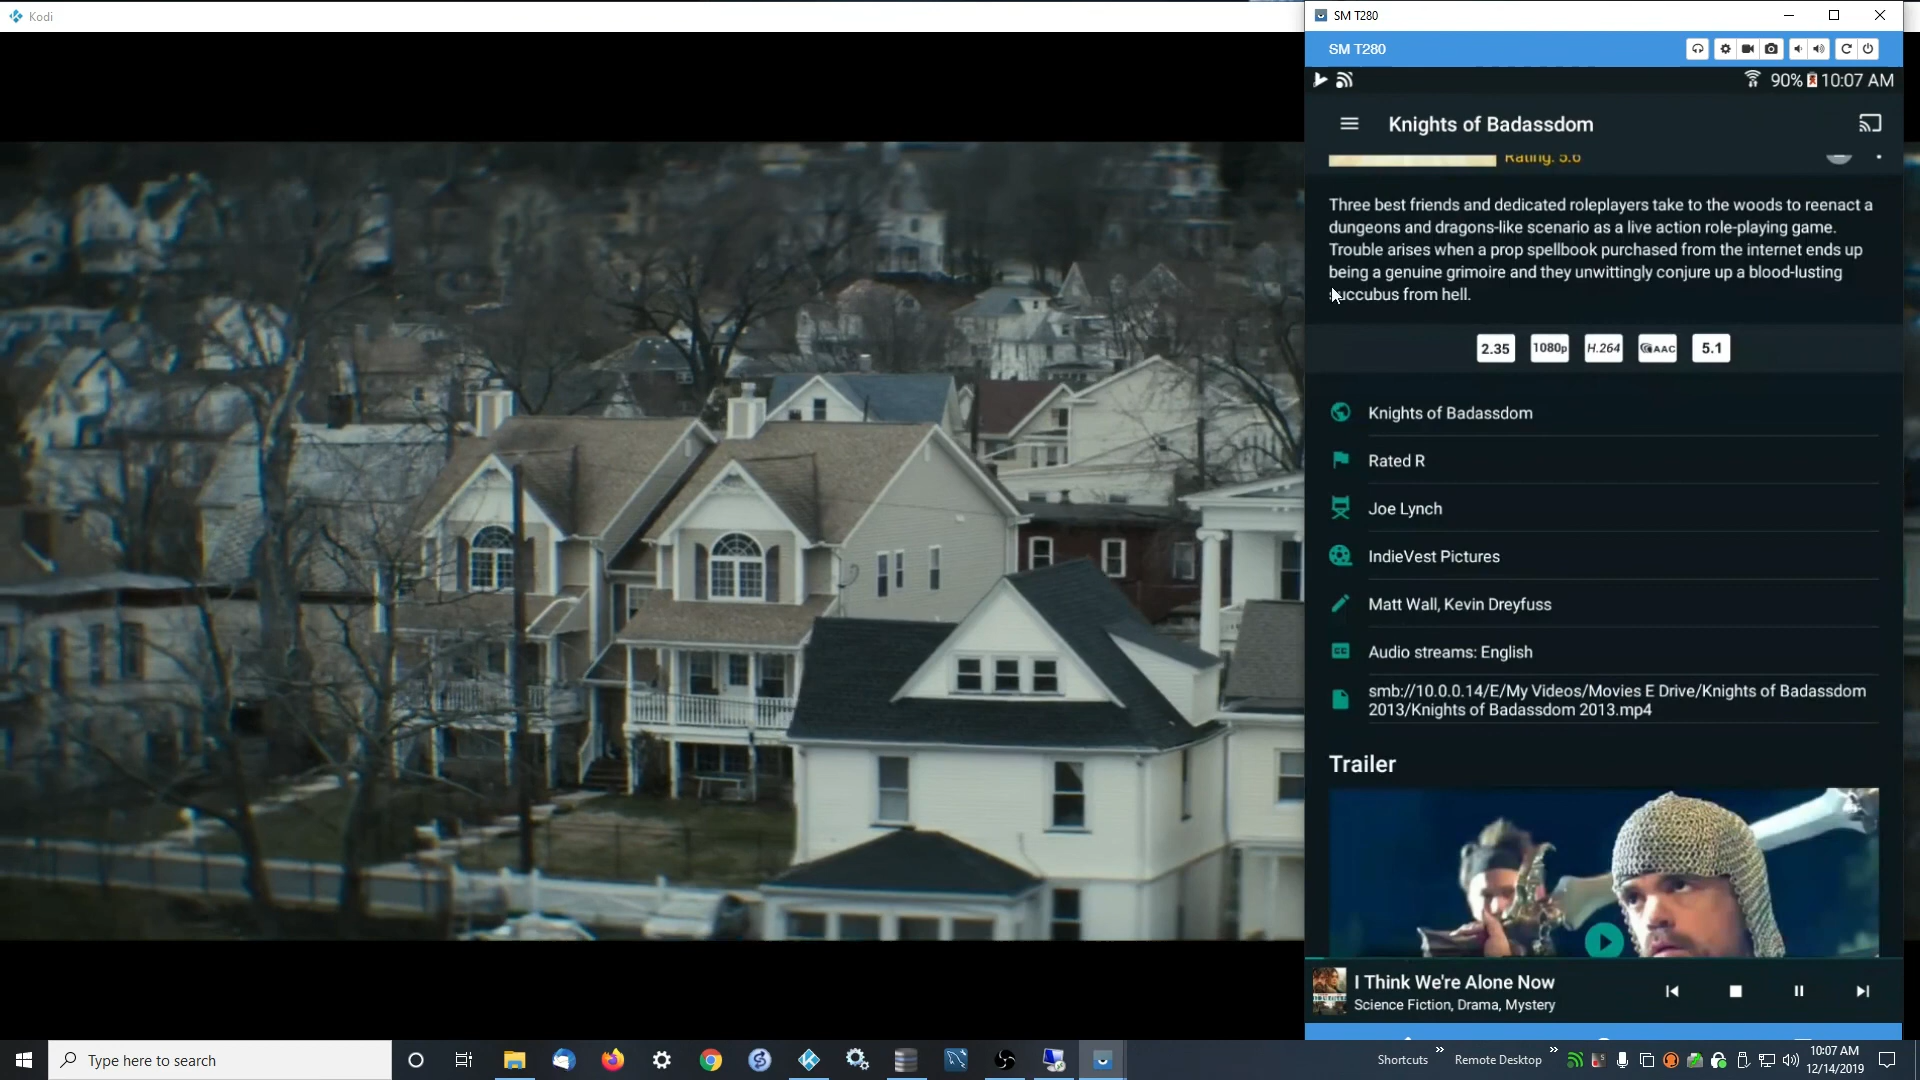 Kodi
SM T280
SM T280
90% 10:07 AM
Knights of Badassdom
Rating: 5.6
Three best friends and dedicated roleplayers take to the woods to reenact a
dungeons and dragons-like scenario as a live action role-playing game.
Trouble arises when a prop spellbook purchased from the internet ends up
being a genuine grimoire and they unwittingly conjure up a blood-lusting
succubus from hell.
2.35 1080p H.264 AAC 5.1
Knights of Badassdom
Rated R
Joe Lynch
IndieVest Pictures
Matt Wall, Kevin Dreyfuss
CC Audio streams: English
smb://10.0.0.14/E/My Videos/Movies E Drive/Knights of Badassdom
2013/Knights of Badassdom 2013.mp4
Trailer
I Think We're Alone Now
Science Fiction, Drama, Mystery
Type here to search
Shortcuts » Remote Desktop »
10:07 AM
12/14/2019